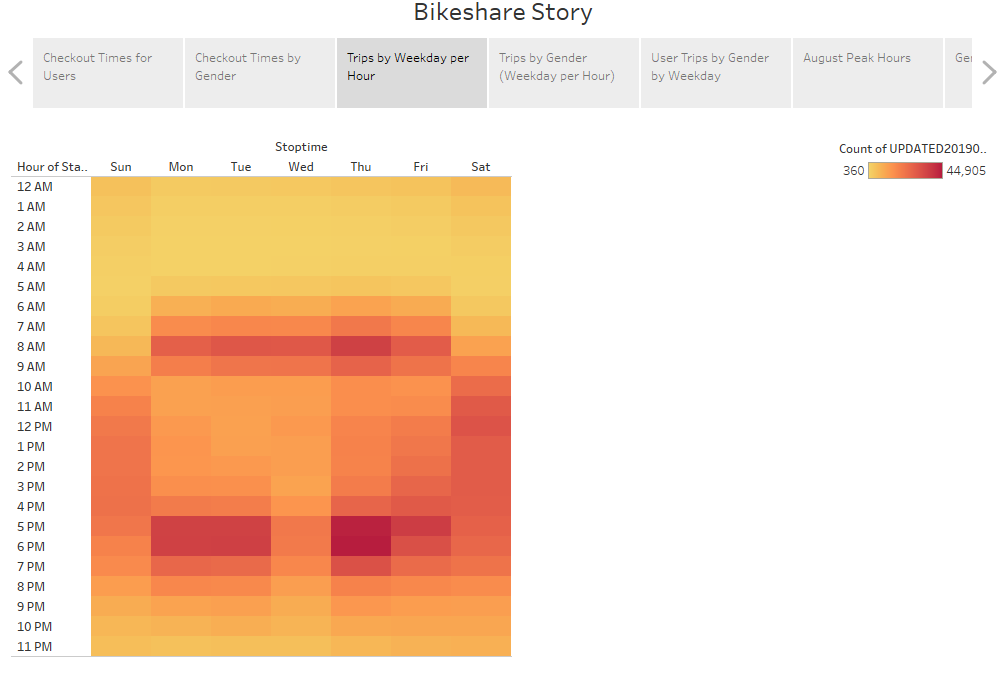 Bikeshare Story
Checkout Times for
Users
Checkout Times by
Gender
Trips by Weekday per
Hour
Trips by Gender
(Weekday per Hour)
User Trips by Gender
by Weekday
August Peak Hours
Stoptime
Hour of Sta.. Sun Mon Tue Wed Thu Fri Sat
12 AM
1 AM
2 AM
3 AM
4 AM
5 AM
6 AM
7 AM
8 AM
9 AM
10 AM
11 AM
12 PM
1 PM
2 PM
3 PM
4 PM
5 PM
6 PM
7 PM
8 PM
9 PM
10 PM
11 PM
Count of UPDATED20190..
360 44,905